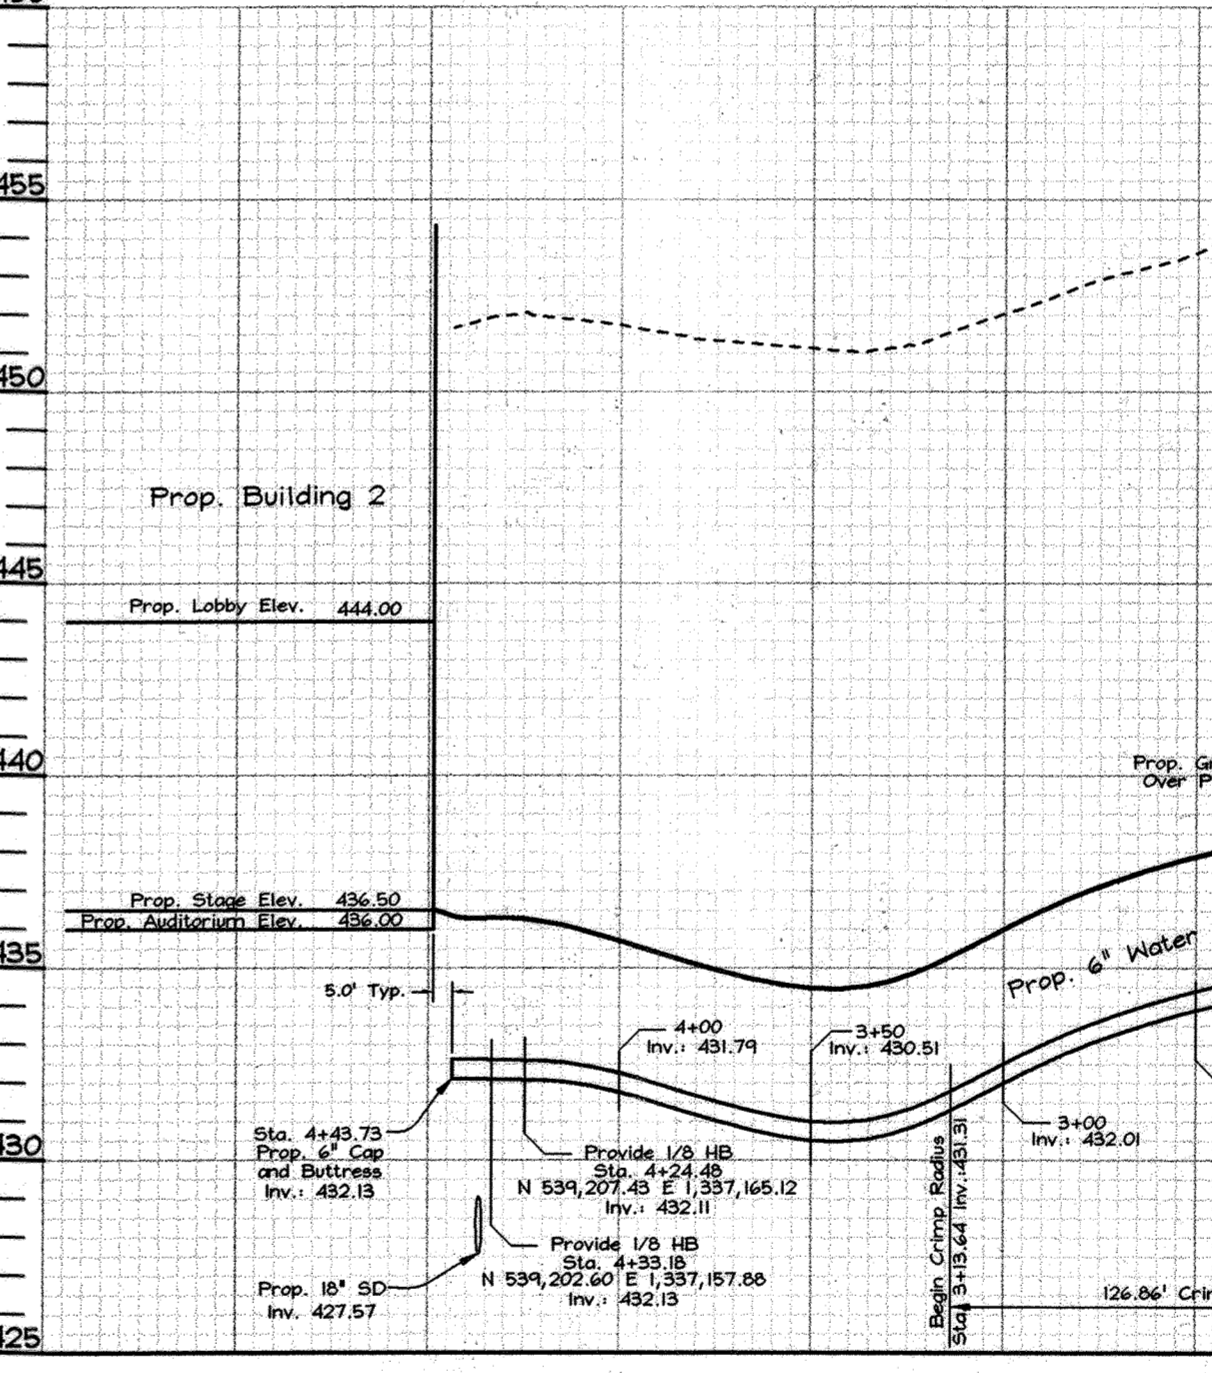 455
450
Prop. Building 2
445
Prop. Lobby Elev. 444.00
440
Prop.
Over
Prop. Stage Elev. 436.50
Prop. Auditorium Elev. 436.00
435
Prop. 6" Water
5.0' Typ.
4+00
Inv.: 431.79
3+50
Inv.: 430.51
3+00
Inv.: 432.01
Sta. 4+43.73
Prop. 6" Cap
and Buttress
Inv.: 432.13
430
Provide 1/8 HB
Sta. 4+24.48
N 539,207.43 E 1,337,165.12
Inv.: 432.11
Provide 1/8 HB
Sta. 4+33.18
N 539,202.60 E 1,337,157.88
Inv.: 432.13
Prop. 18" SD
Inv. 427.57
Begin Crimp Radius
Sta. 3+13.64 Inv.:431.31
126.86'
425